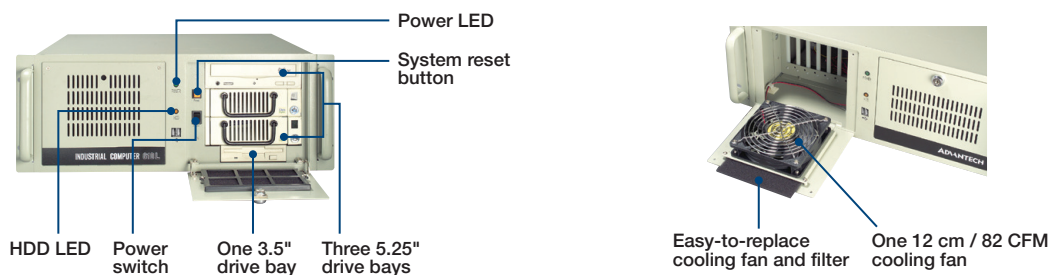 Power LED
System reset
button
INDUSTRIAL COMPUTER
HDD LED
Power
switch
One 3.5"
drive bay
Three 5.25"
drive bays
ADVANTECH
Easy-to-replace
cooling fan and filter
One 12 cm / 82 CFM
cooling fan